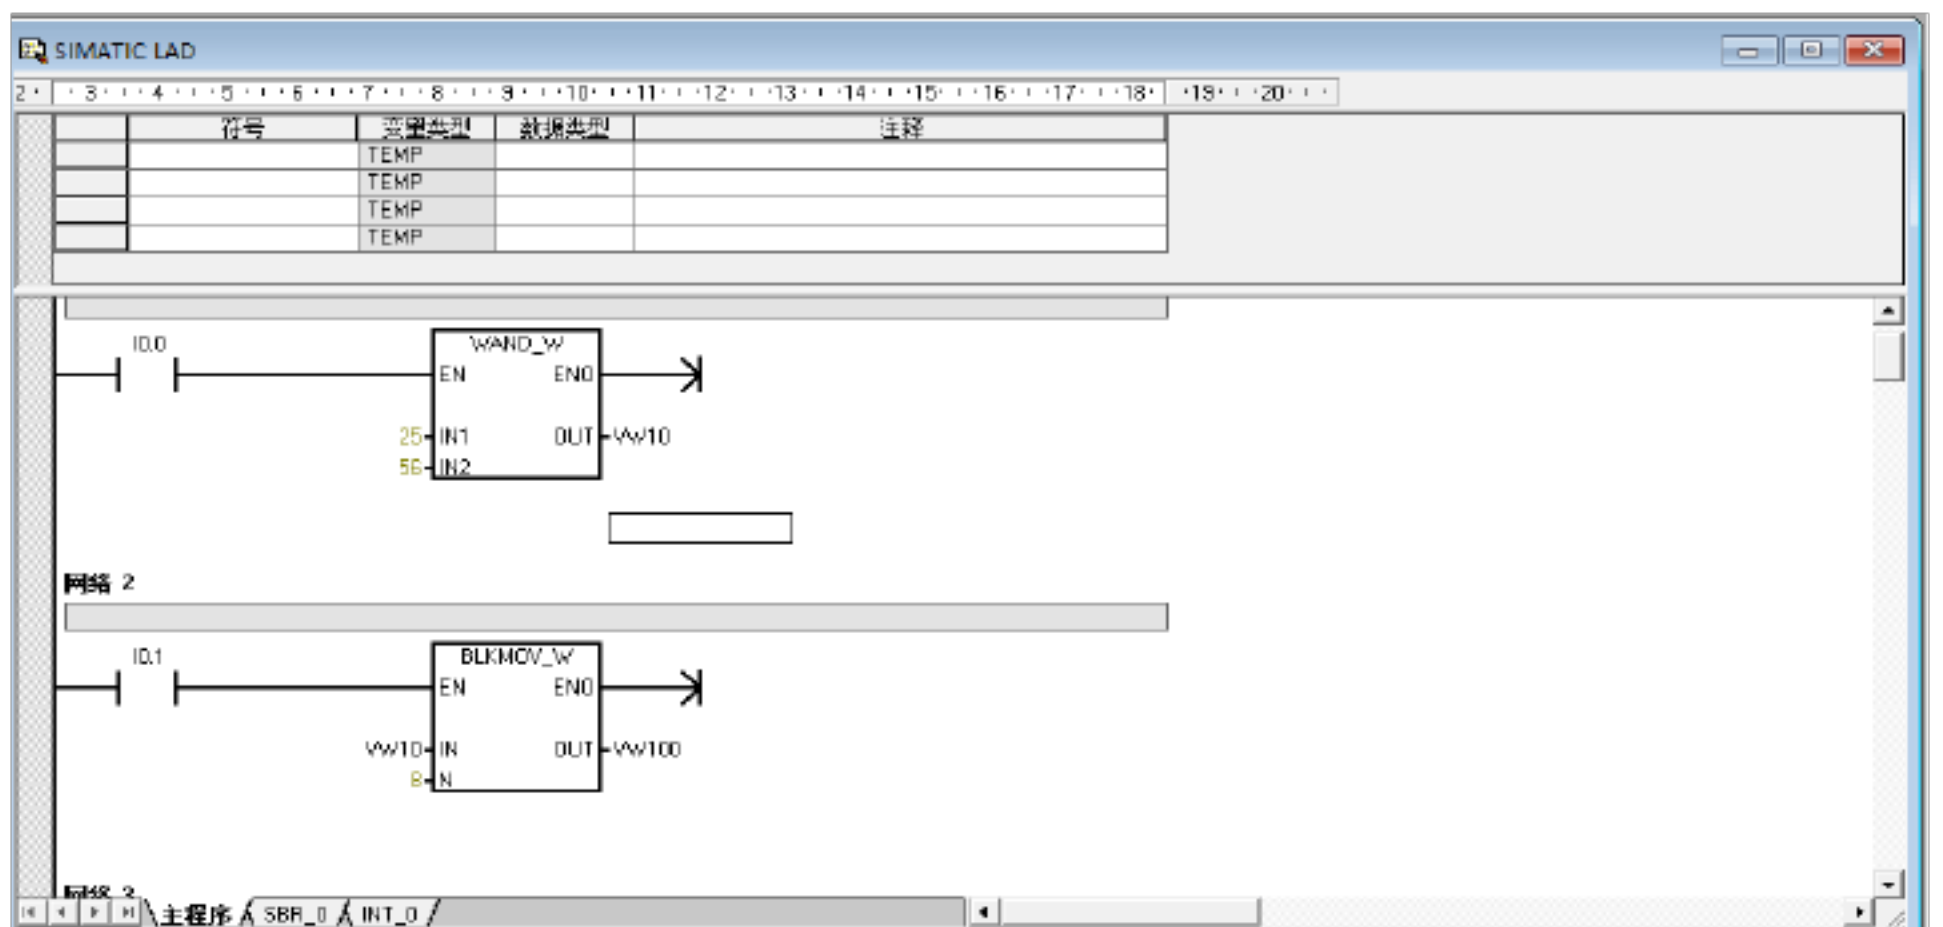 SIMATIC LAD
2 · 3 · 4 · 5 · 6 · 7 · 8 · 9 · 10 · 11 · 12 · 13 · 14 · 15 · 16 · 17 · 18 · 19 · 20
符号 变量类型 数据类型 注释
TEMP
TEMP
TEMP
TEMP
I0.0 WAND_W
EN ENO
25 IN1 OUT VW10
56 IN2
网络 2
I0.1 BLKMOV_W
EN ENO
VW10 IN OUT VW100
8 N
网络 3
主程序 SBR_0 INT_0